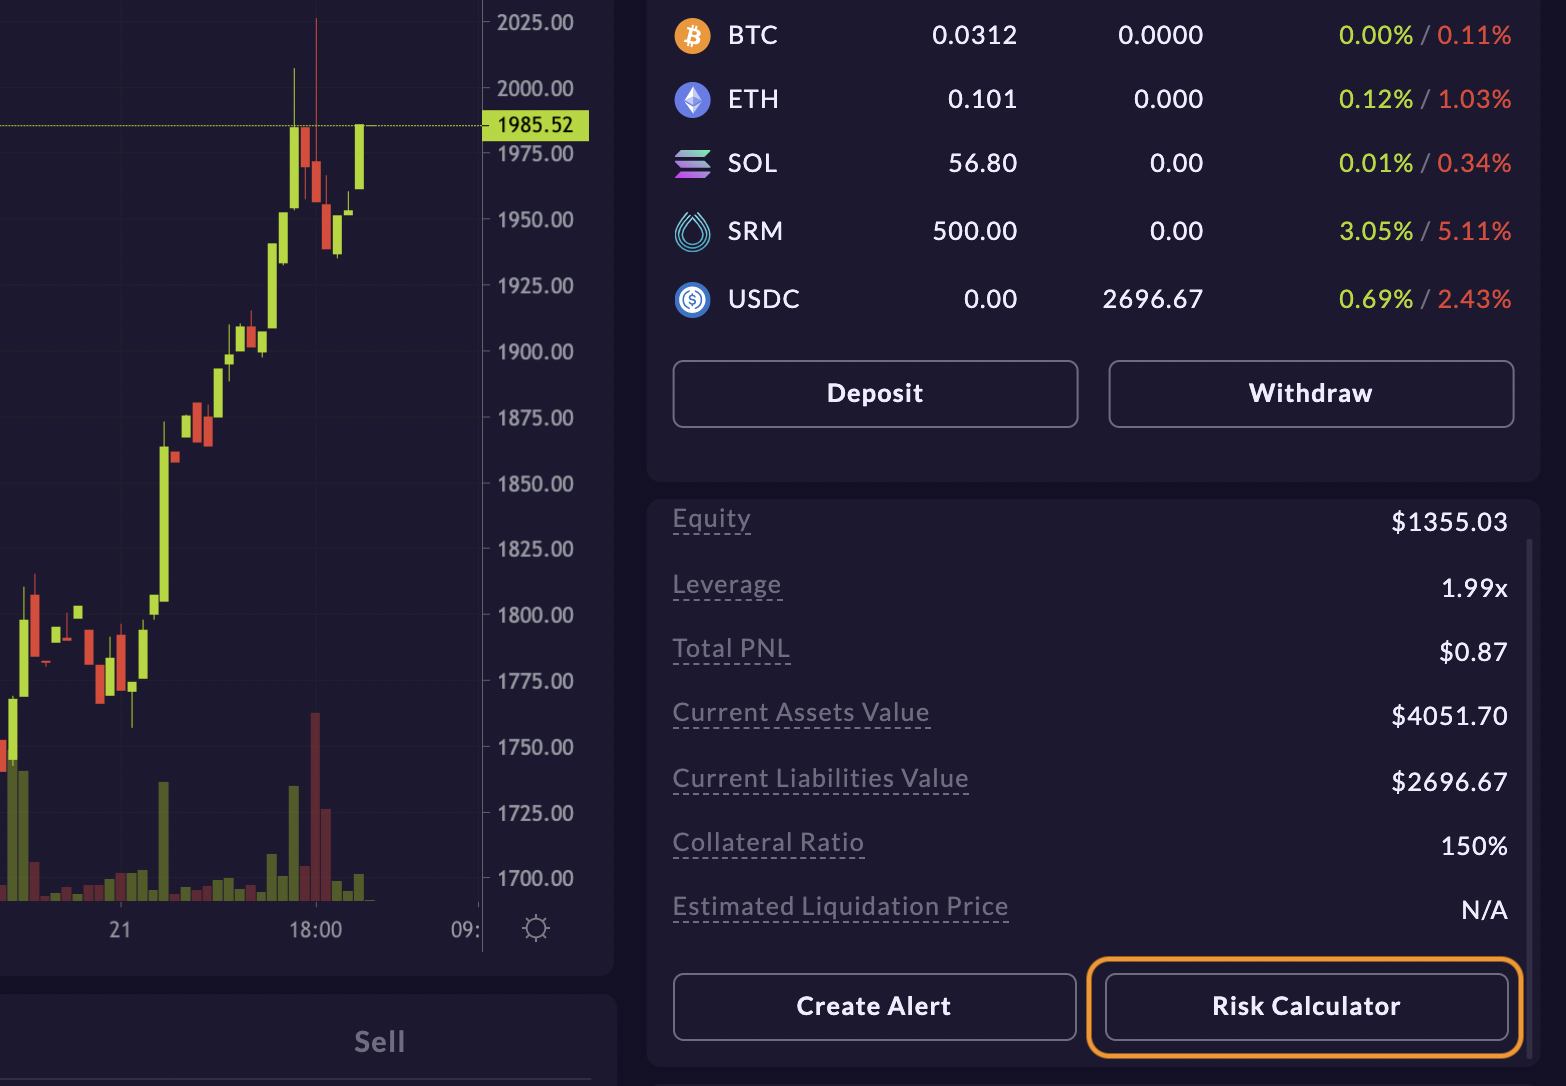 2025.00
2000.00
1985.52
1975.00
1950.00
1925.00
1900.00
1875.00
1850.00
1825.00
1800.00
1775.00
1750.00
1725.00
1700.00
21 18:00 09:
Sell
BTC 0.0312 0.0000 0.00% / 0.11%
ETH 0.101 0.000 0.12% / 1.03%
SOL 56.80 0.00 0.01% / 0.34%
SRM 500.00 0.00 3.05% / 5.11%
USDC 0.00 2696.67 0.69% / 2.43%
Deposit Withdraw
Equity $1355.03
Leverage 1.99x
Total PNL $0.87
Current Assets Value $4051.70
Current Liabilities Value $2696.67
Collateral Ratio 150%
Estimated Liquidation Price N/A
Create Alert Risk Calculator